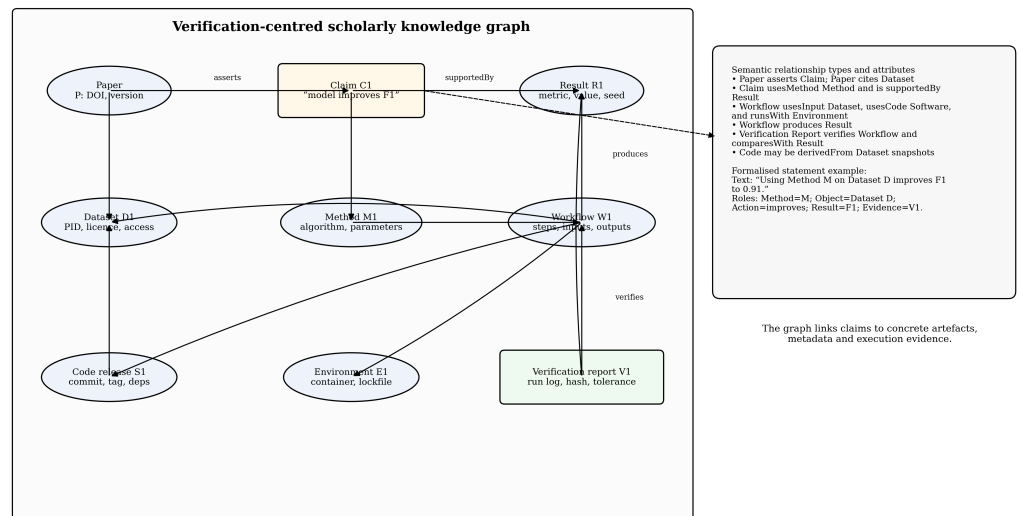 Verification-centred scholarly knowledge graph
Paper
P: DOI, version
asserts
Claim C1
“model improves F1”
supportedBy
Result R1
metric, value, seed
produces
Dataset D1
PID, licence, access
Method M1
algorithm, parameters
Workflow W1
steps, inputs, outputs
verifies
Code release S1
commit, tag, deps
Environment E1
container, lockfile
Verification report V1
run log, hash, tolerance
Semantic relationship types and attributes
• Paper asserts Claim; Paper cites Dataset
• Claim usesMethod Method and is supportedBy
Result
• Workflow usesInput Dataset, usesCode Software,
and runsWith Environment
• Workflow produces Result
• Verification Report verifies Workflow and
comparesWith Result
• Code may be derivedFrom Dataset snapshots
Formalised statement example:
Text: “Using Method M on Dataset D improves F1
to 0.91.”
Roles: Method=M; Object=Dataset D;
Action=improves; Result=F1; Evidence=V1.
The graph links claims to concrete artefacts,
metadata and execution evidence.